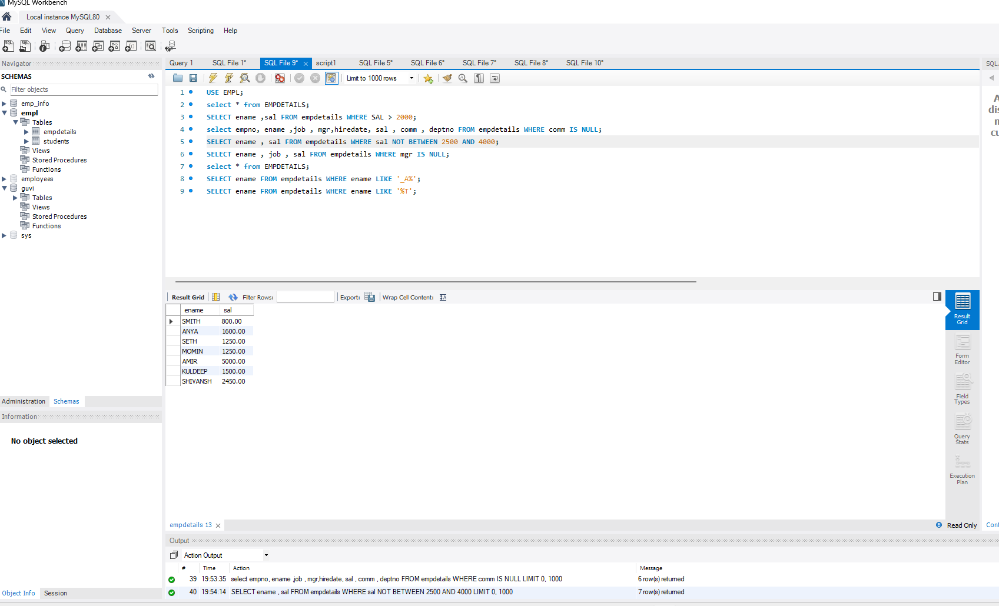 MySQL Workbench
Local instance MySQL80
File Edit View Query Database Server Tools Scripting Help
Navigator
SCHEMAS
Filter objects
emp_info
empl
Tables
empdetails
students
Views
Stored Procedures
Functions
employees
guvi
Tables
Views
Stored Procedures
Functions
sys
Administration Schemas
Information
No object selected
Object Info Session
Query 1 SQL File 1* SQL File 9* script1 SQL File 5* SQL File 6* SQL File 7* SQL File 8* SQL File 10*
Limit to 1000 rows
1 USE EMPL;
2 select * from EMPDETAILS;
3 SELECT ename ,sal FROM empdetails WHERE SAL > 2000;
4 select empno, ename ,job , mgr,hiredate, sal , comm , deptno FROM empdetails WHERE comm IS NULL;
5 SELECT ename , sal FROM empdetails WHERE sal NOT BETWEEN 2500 AND 4000;
6 SELECT ename , job , sal FROM empdetails WHERE mgr IS NULL;
7 select * from EMPDETAILS;
8 SELECT ename FROM empdetails WHERE ename LIKE '_A%';
9 SELECT ename FROM empdetails WHERE ename LIKE '%T';
Result Grid Filter Rows: Export: Wrap Cell Content:
ename sal
SMITH 800.00
ANYA 1600.00
SETH 1250.00
MOMIN 1250.00
AMIR 5000.00
KULDEEP 1500.00
SHIVANSH 2450.00
Result
Grid
Form
Editor
Field
Types
Query
Stats
Execution
Plan
empdetails 13
Read Only
Output
Action Output
# Time Action Message
39 19:53:35 select empno, ename ,job , mgr,hiredate, sal , comm , deptno FROM empdetails WHERE comm IS NULL LIMIT 0, 1000 6 row(s) returned
40 19:54:14 SELECT ename , sal FROM empdetails WHERE sal NOT BETWEEN 2500 AND 4000 LIMIT 0, 1000 7 row(s) returned
SQL